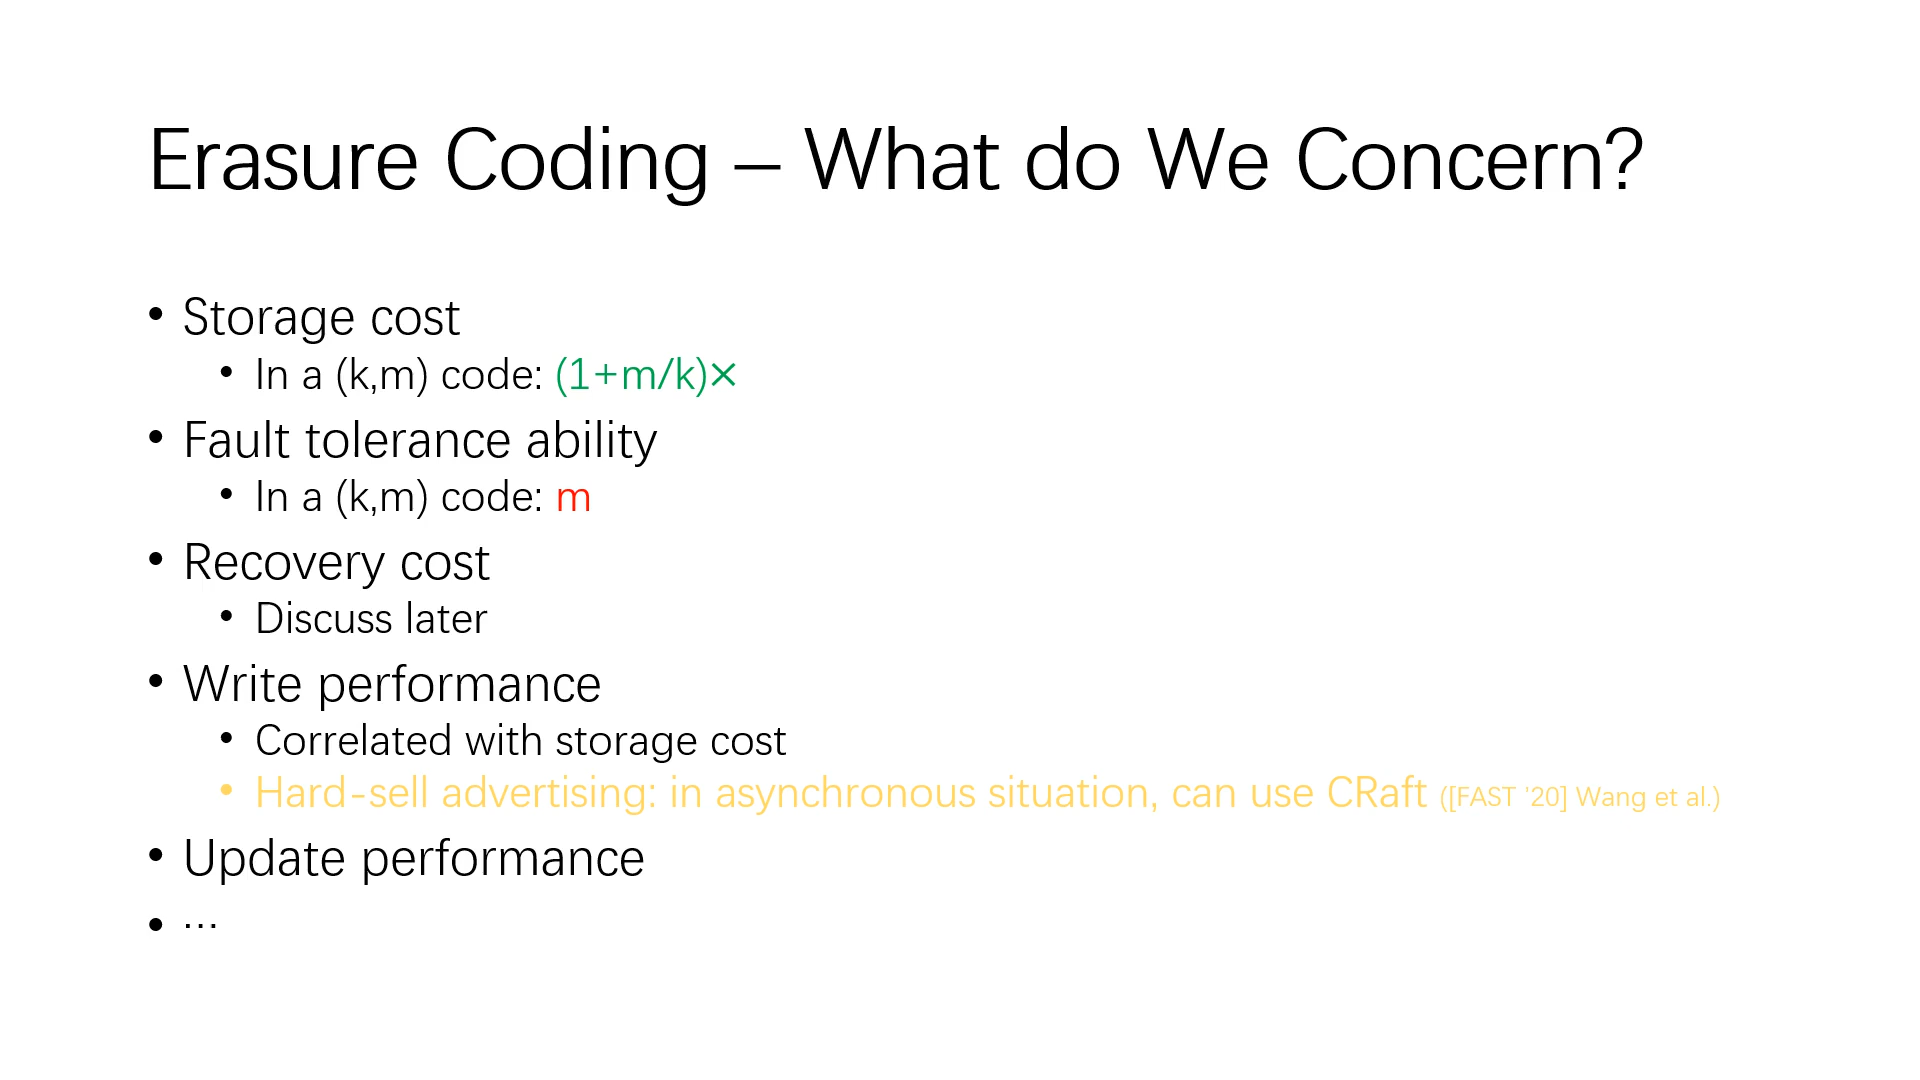 Erasure Coding – What do We Concern?
• Storage cost
• In a (k,m) code: (1+m/k)×
• Fault tolerance ability
• In a (k,m) code: m
• Recovery cost
• Discuss later
• Write performance
• Correlated with storage cost
• Hard-sell advertising: in asynchronous situation, can use CRaft ([FAST '20] Wang et al.)
• Update performance
• …